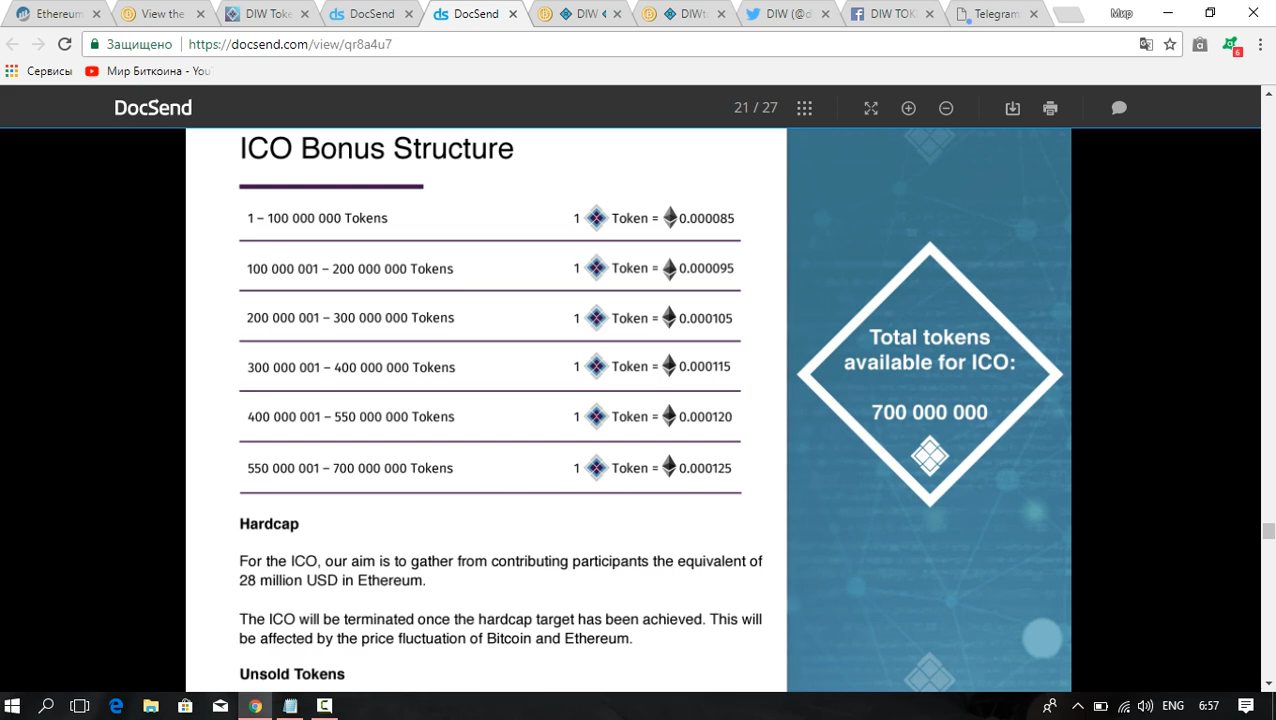 Ethereum
View the
DIW Toke
DocSend
DocSend
DIW
DIWt
DIW (@d
DIW TOK
Telegram
Мир
Защищено
https://docsend.com/view/qr8a4u7
6
Сервисы
Мир Биткоина - You
DocSend
21 / 27
ICO Bonus Structure
1 – 100 000 000 Tokens 1 Token = 0.000085
100 000 001 – 200 000 000 Tokens 1 Token = 0.000095
200 000 001 – 300 000 000 Tokens 1 Token = 0.000105
300 000 001 – 400 000 000 Tokens 1 Token = 0.000115
400 000 001 – 550 000 000 Tokens 1 Token = 0.000120
550 000 001 – 700 000 000 Tokens 1 Token = 0.000125
Hardcap
For the ICO, our aim is to gather from contributing participants the equivalent of
28 million USD in Ethereum.
The ICO will be terminated once the hardcap target has been achieved. This will
be affected by the price fluctuation of Bitcoin and Ethereum.
Unsold Tokens
Total tokens
available for ICO:
700 000 000
ENG
6:57